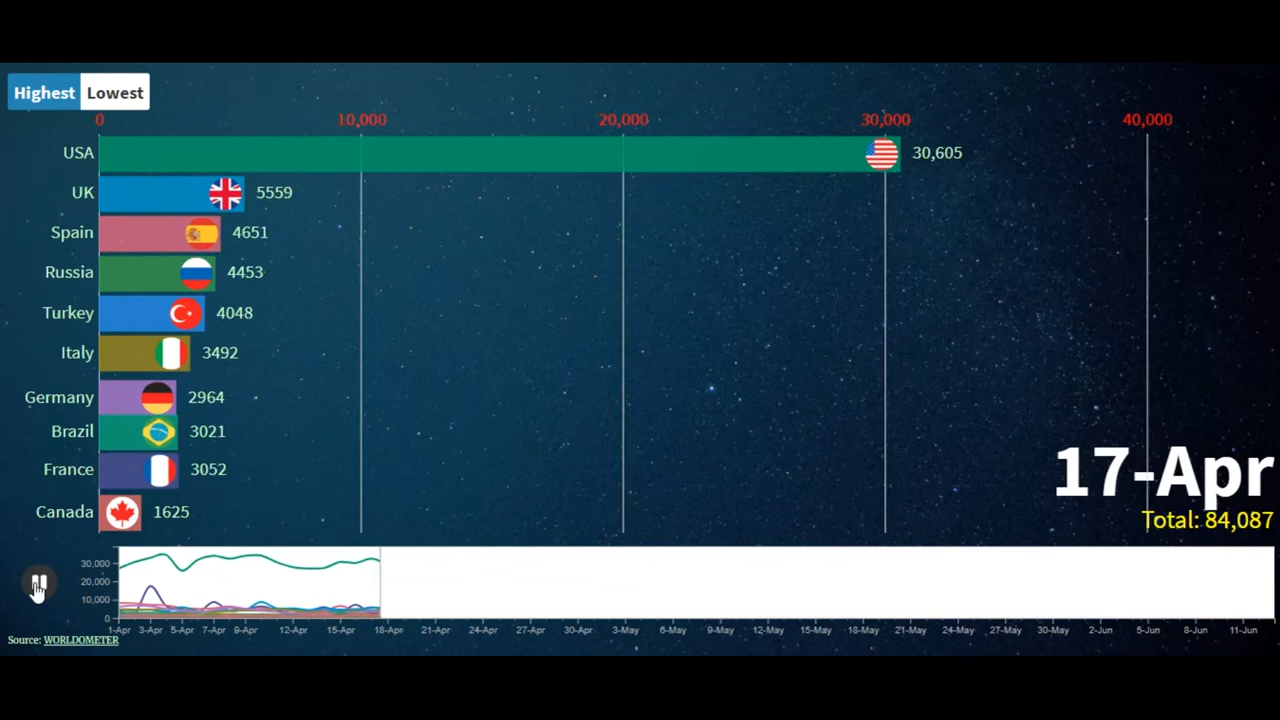 Highest Lowest
0 10,000 20,000 30,000 40,000
USA 30,605
UK 5559
Spain 4651
Russia 4453
Turkey 4048
Italy 3492
Germany 2964
Brazil 3021
France 3052
Canada 1625
17-Apr
Total: 84,087
30,000
20,000
10,000
0
1-Apr 3-Apr 5-Apr 7-Apr 9-Apr 12-Apr 15-Apr 18-Apr 21-Apr 24-Apr 27-Apr 30-Apr 3-May 6-May 9-May 12-May 15-May 18-May 21-May 24-May 27-May 30-May 2-Jun 5-Jun 8-Jun 11-Jun
Source: WORLDOMETER